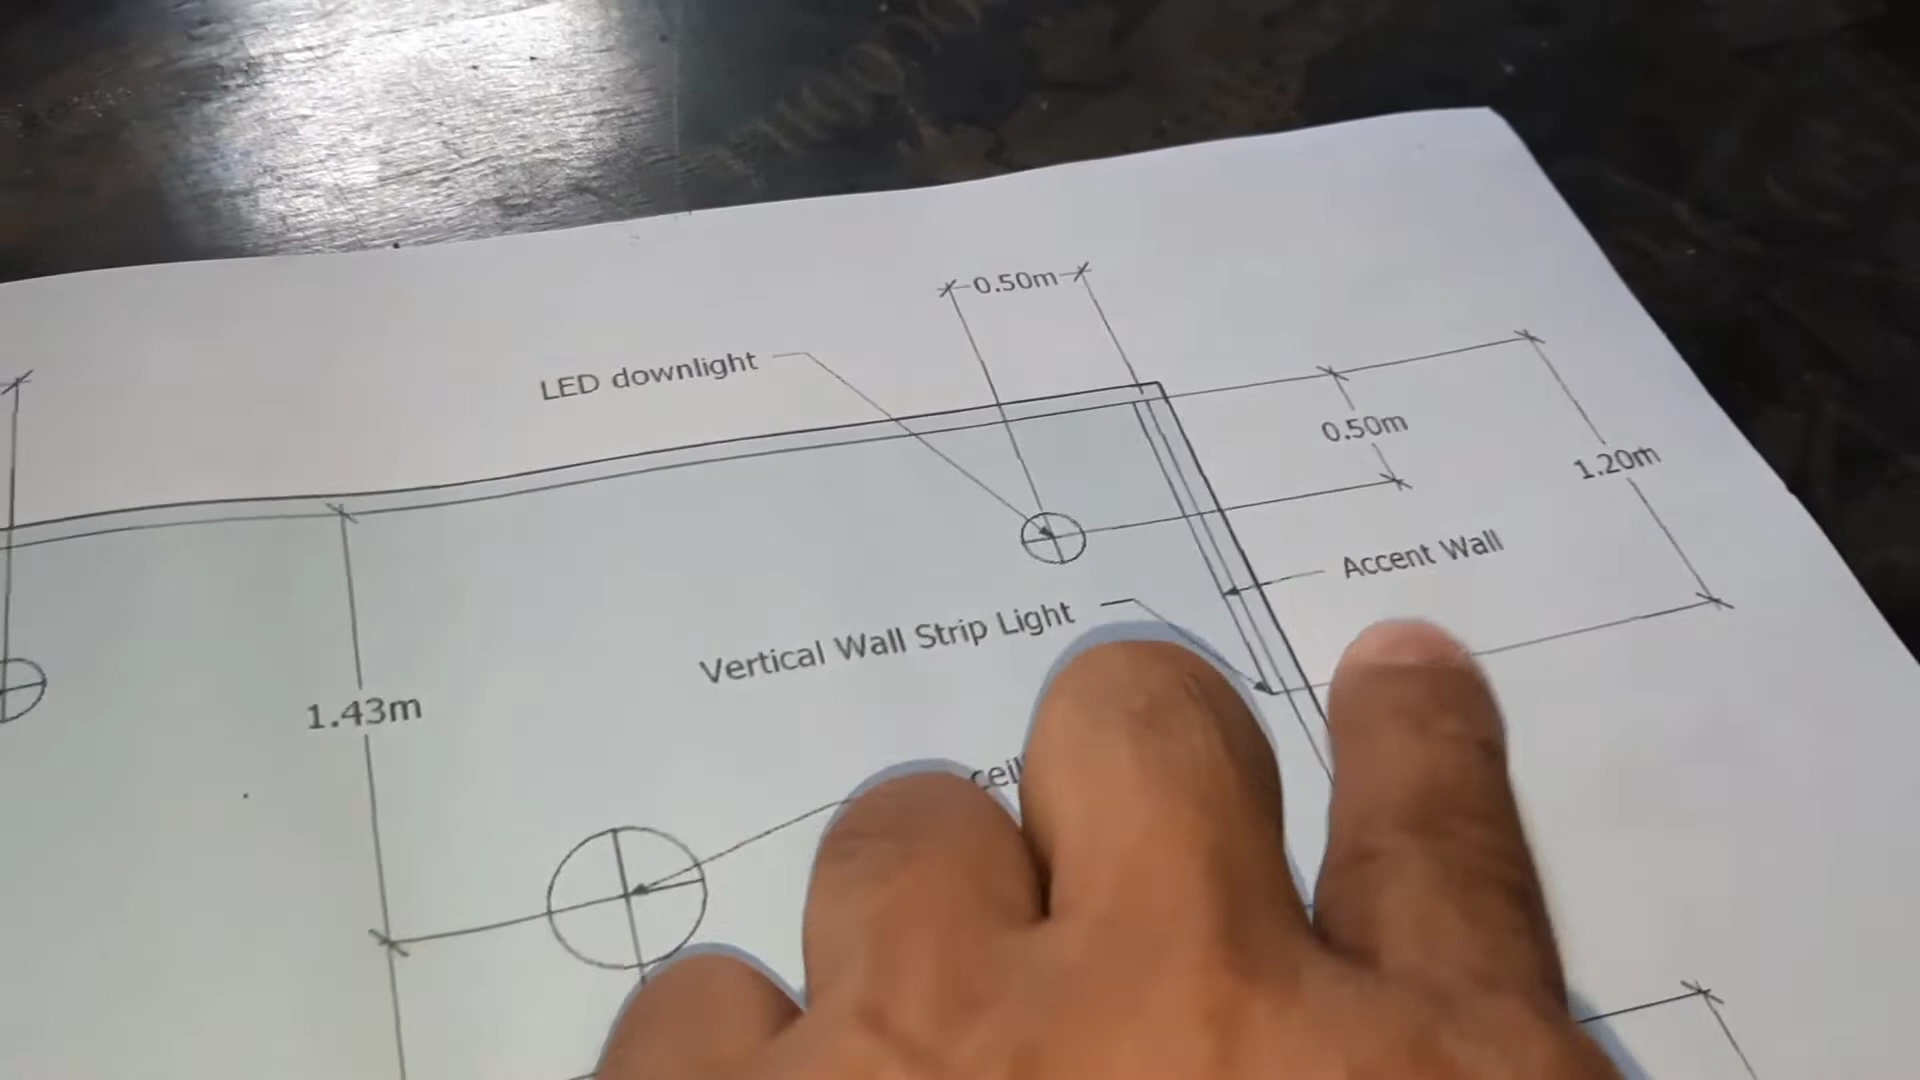 0.50m
LED downlight
0.50m
1.20m
Accent Wall
Vertical Wall Strip Light
1.43m